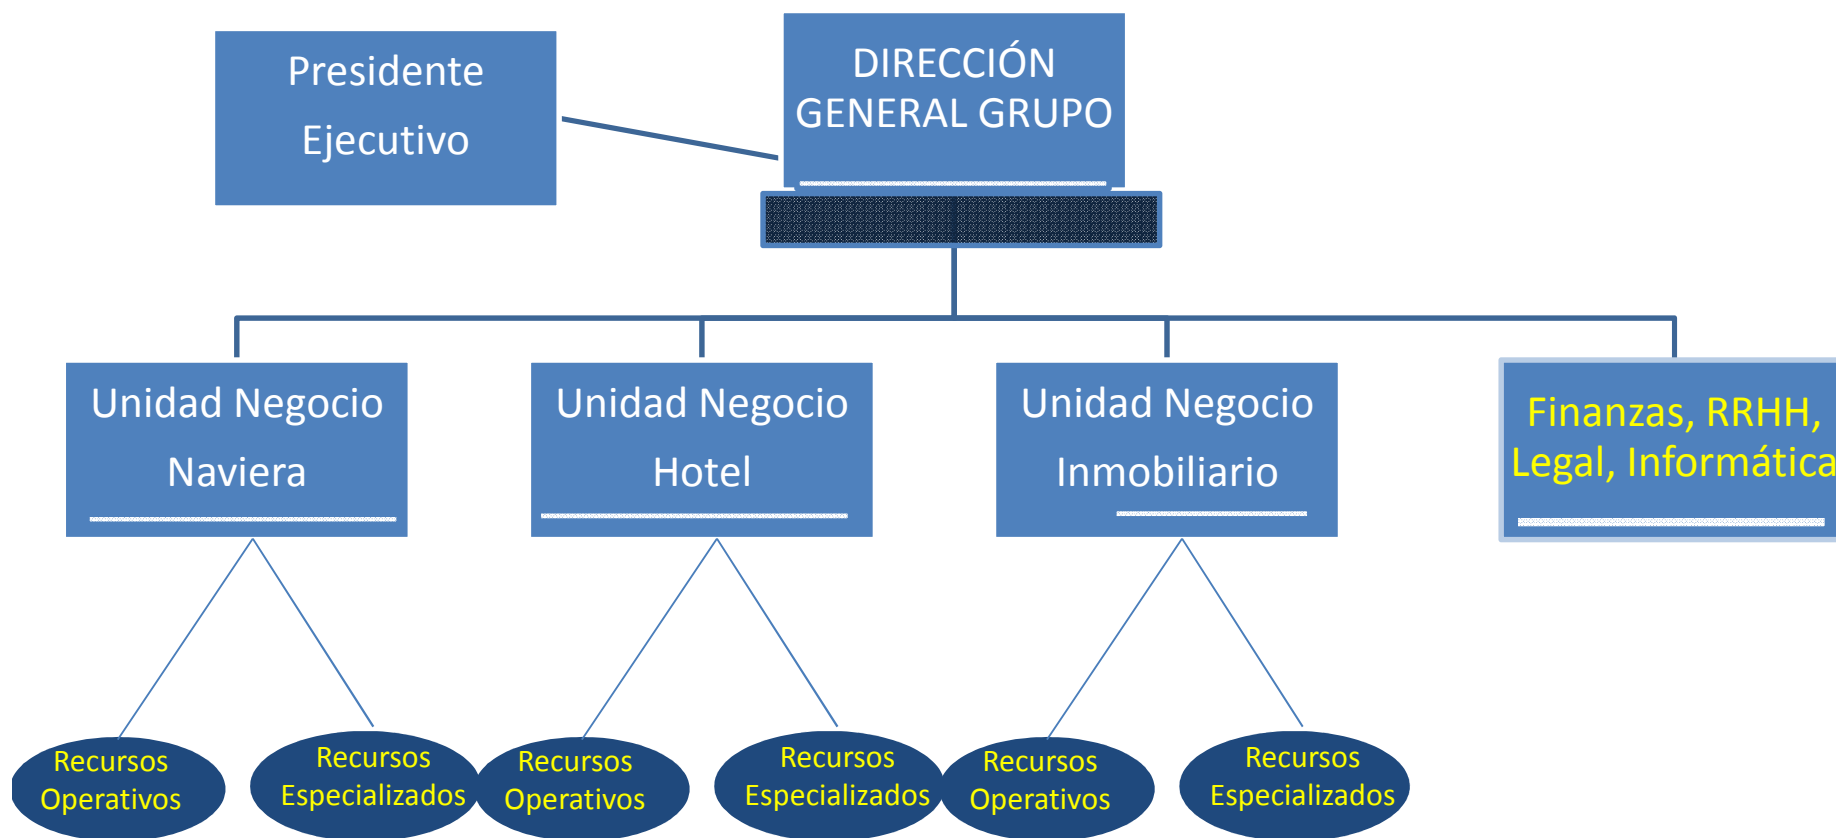 Presidente
Ejecutivo
DIRECCIÓN
GENERAL GRUPO
Unidad Negocio
Naviera
Unidad Negocio
Hotel
Unidad Negocio
Inmobiliario
Finanzas, RRHH,
Legal, Informática
Recursos
Operativos
Recursos
Especializados
Recursos
Operativos
Recursos
Especializados
Recursos
Operativos
Recursos
Especializados